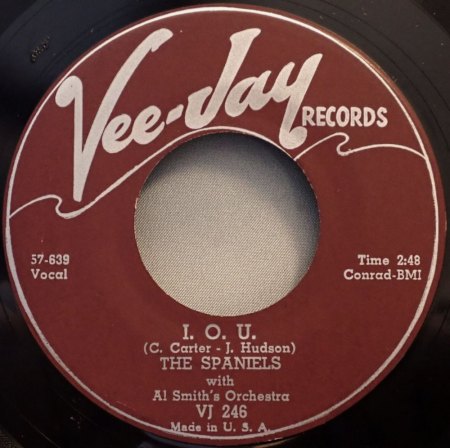 Vee-Jay
RECORDS
57-639
Vocal
Time 2:48
Conrad-BMI
I. O. U.
(C. Carter - J. Hudson)
THE SPANIELS
with
Al Smith's Orchestra
VJ 246
Made in U. S. A.